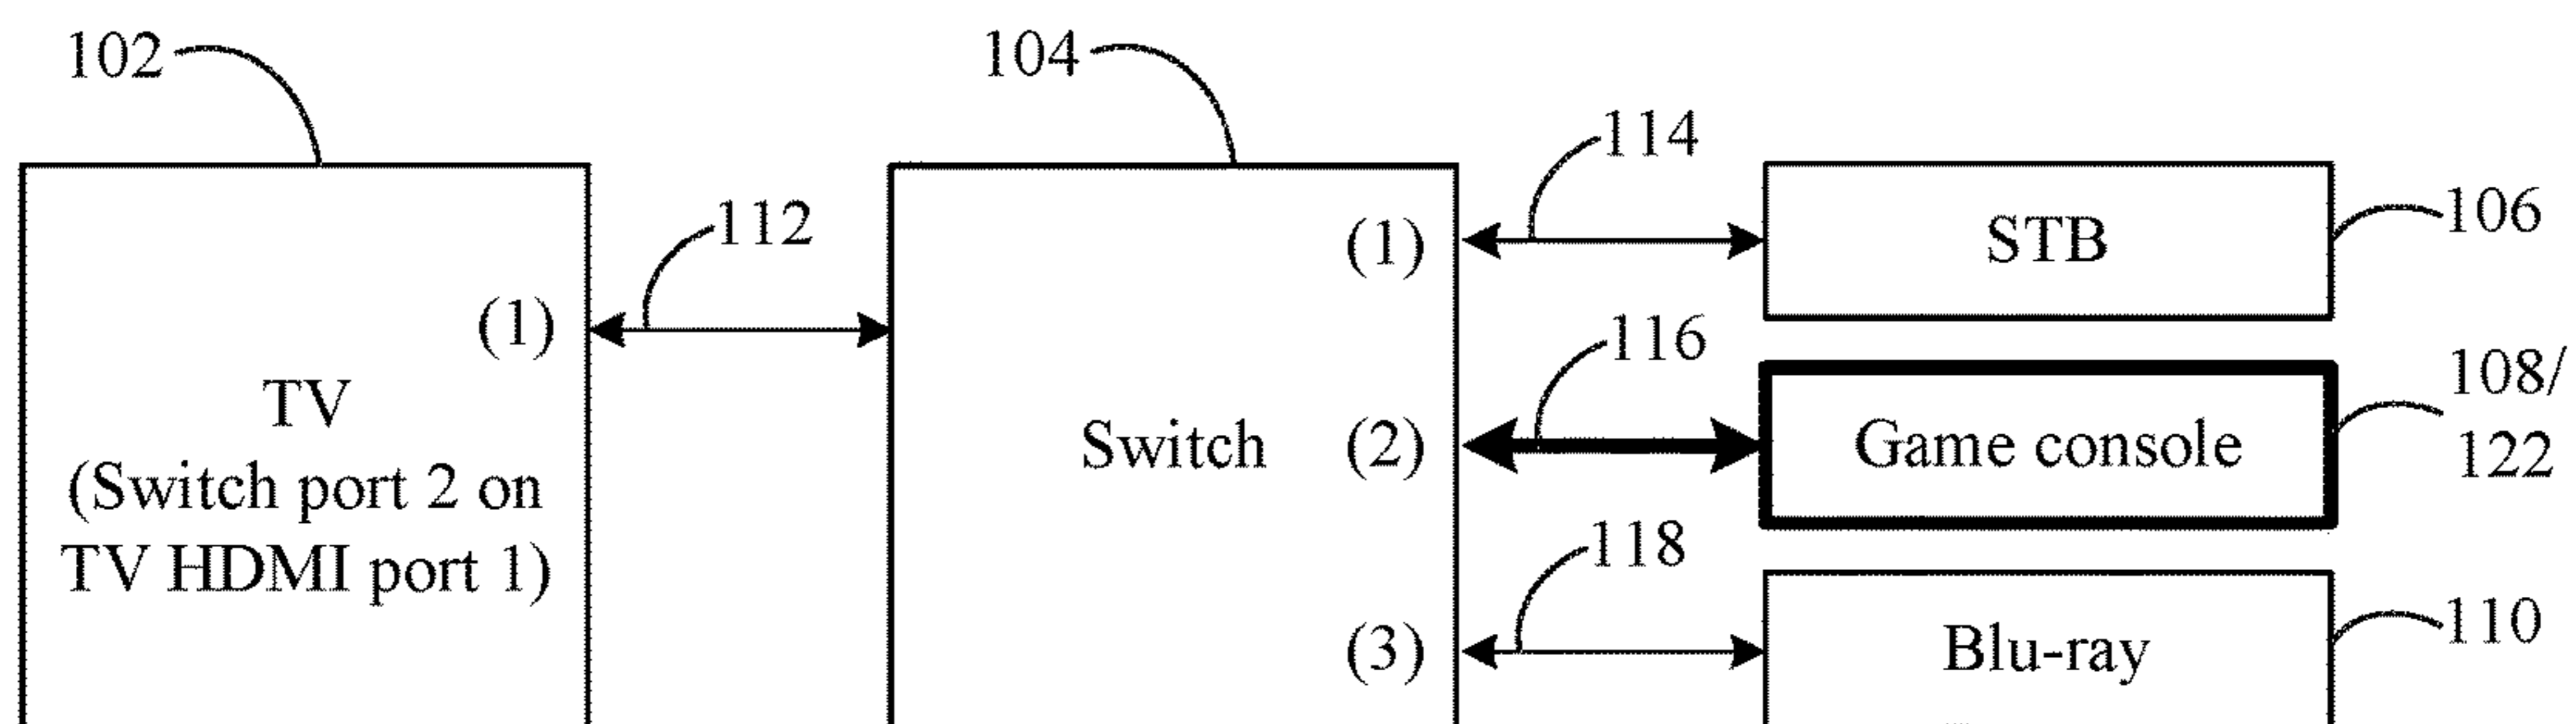 102
104
114
112
(1)
STB
106
(1)
116
108/
122
TV
(Switch port 2 on
TV HDMI port 1)
Switch
(2)
Game console
118
(3)
Blu-ray
110